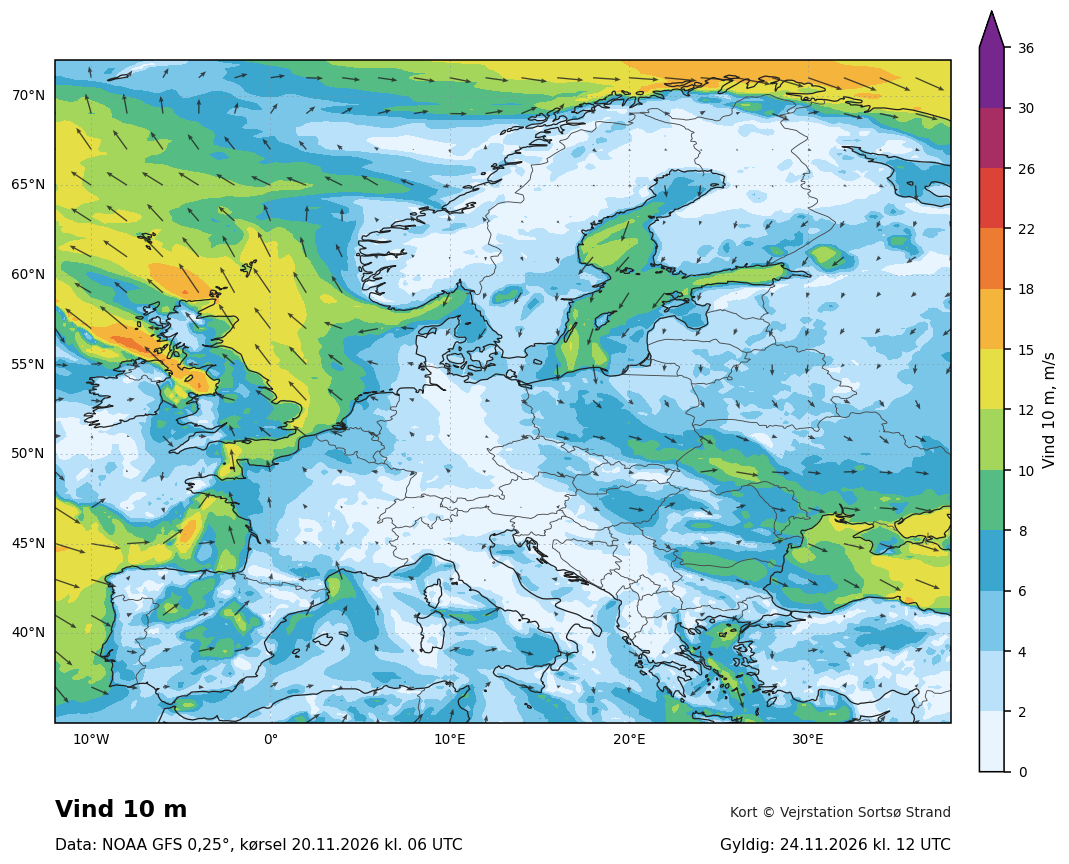 36
30
26
22
18
15
12
10
8
6
4
2
0
Vind 10 m, m/s
70°N
65°N
60°N
55°N
50°N
45°N
40°N
10°W
0°
10°E
20°E
30°E
Vind 10 m
Kort © Vejrstation Sortsø Strand
Data: NOAA GFS 0,25°, kørsel 20.11.2026 kl. 06 UTC
Gyldig: 24.11.2026 kl. 12 UTC